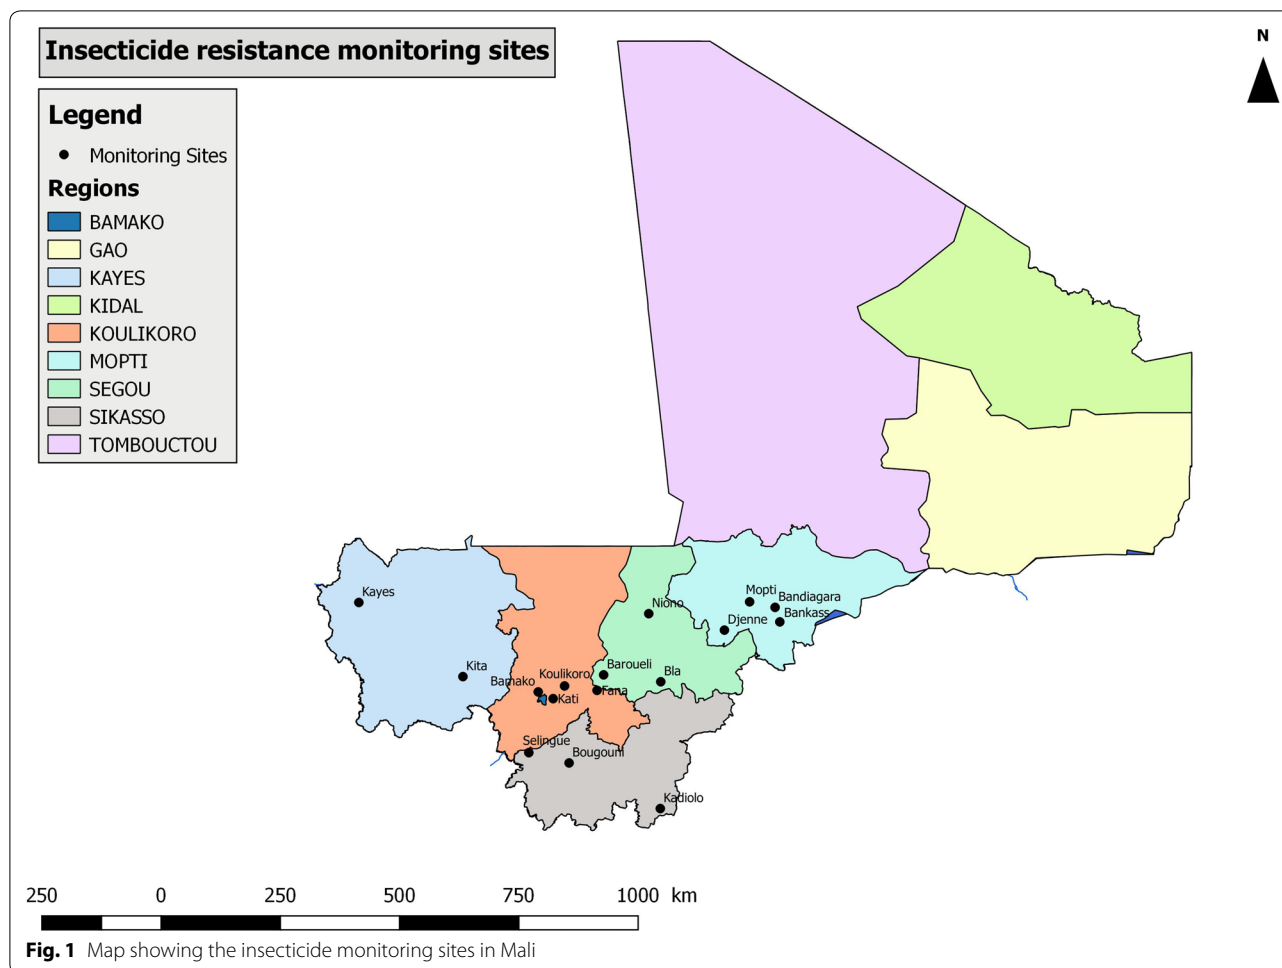 Insecticide resistance monitoring sites
N
Legend
Monitoring Sites
Regions
BAMAKO
GAO
KAYES
KIDAL
KOULIKORO
MOPTI
SEGOU
SIKASSO
TOMBOUCTOU
Kayes
Mopti
Bandiagara
Niono
Djenne
Bankass
Kita
Baroueli
Bla
Koulikoro
Bamako
Fana
Kati
Selingue
Bougouni
Kadiolo
250 0 250 500 750 1000 km
Fig. 1 Map showing the insecticide monitoring sites in Mali